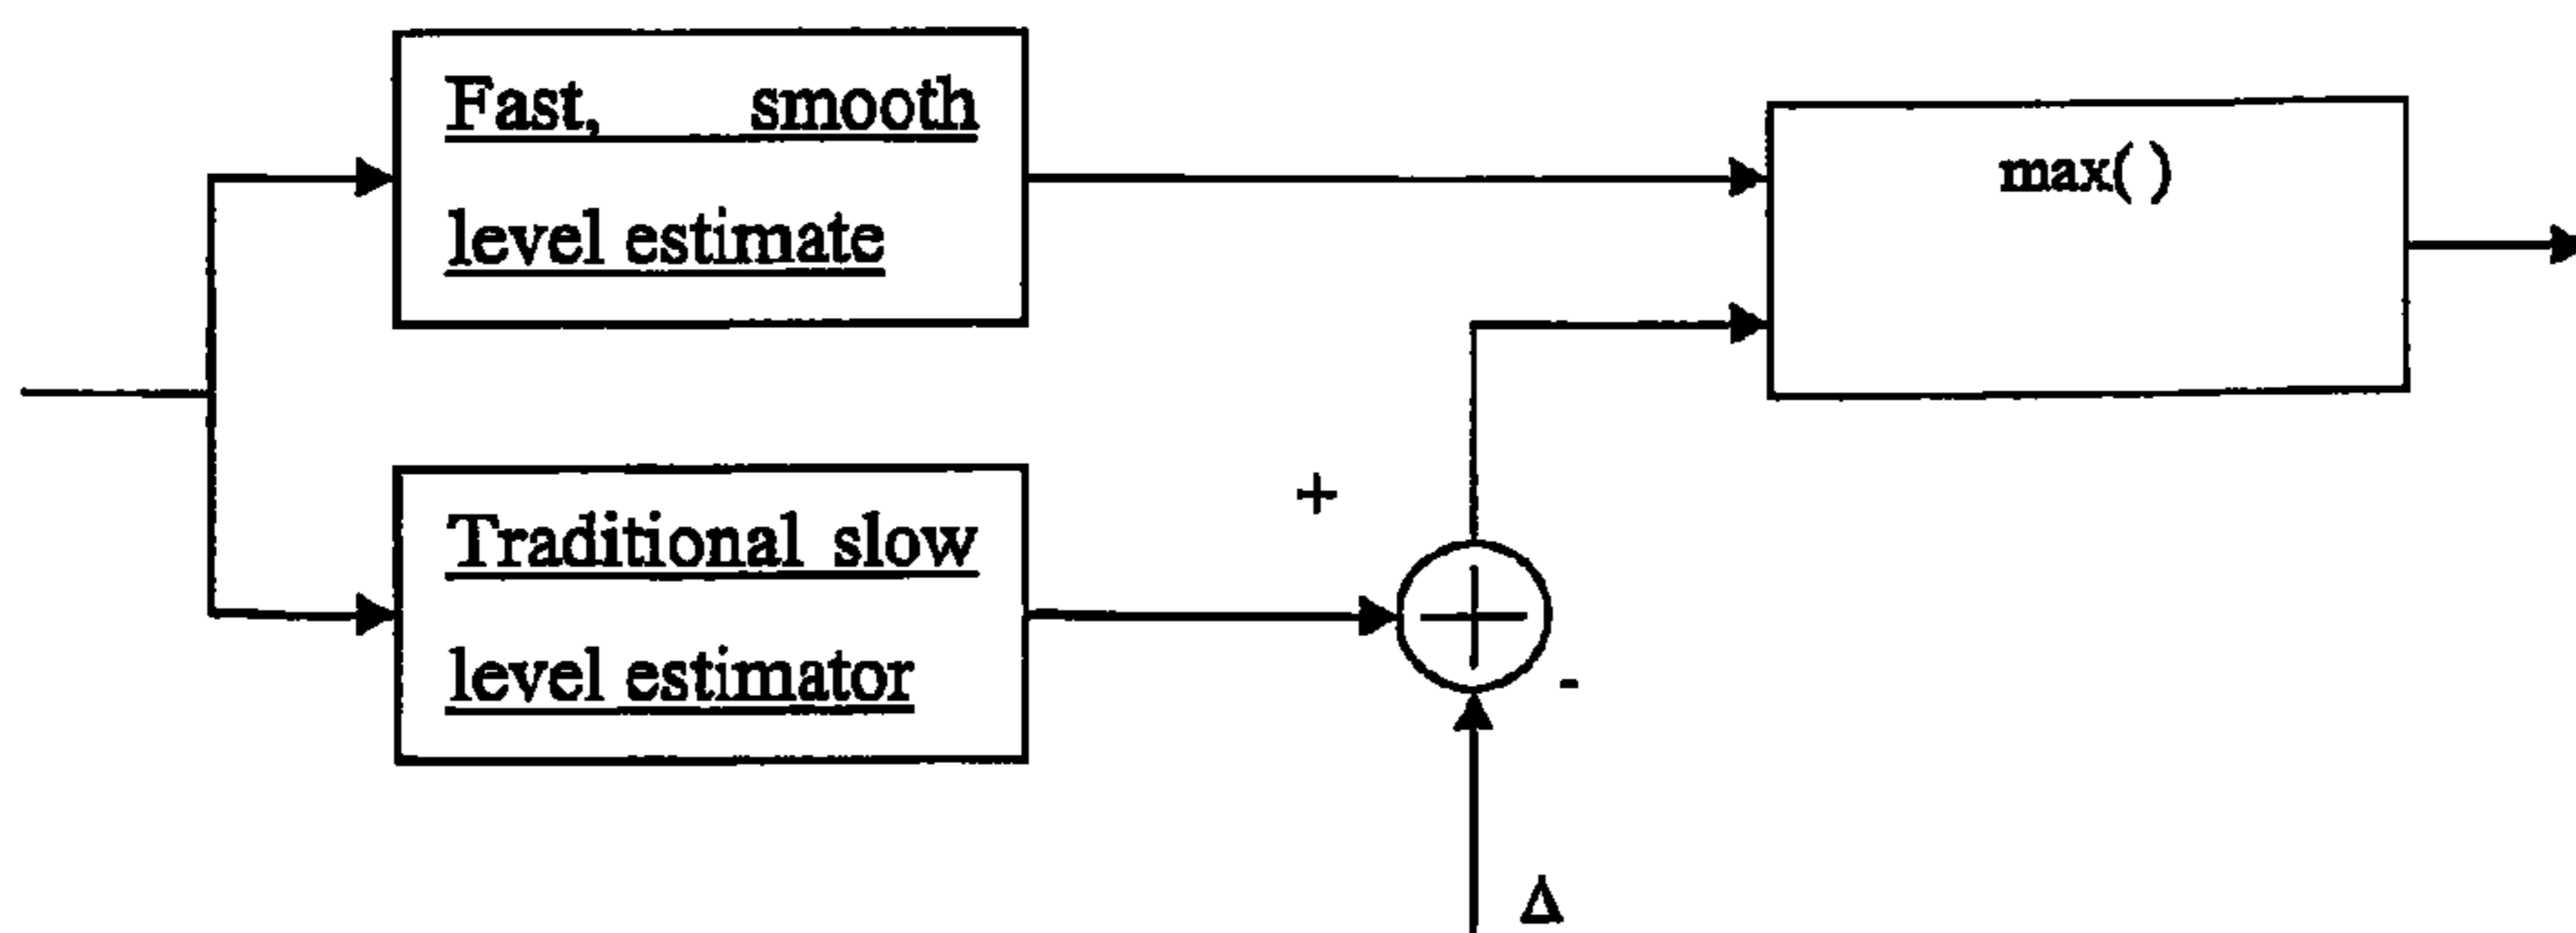 Fast, smooth
level estimate
max( )
+
Traditional slow
level estimator
-
Δ